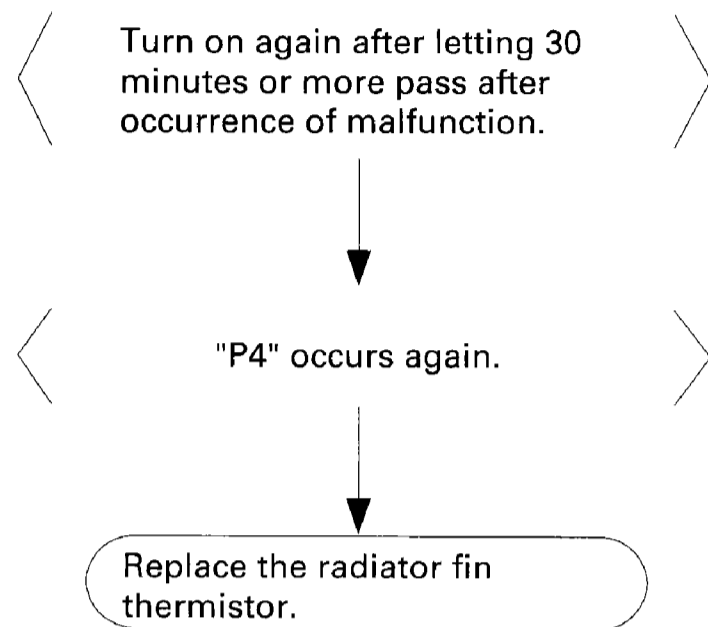 Turn on again after letting 30
minutes or more pass after
occurrence of malfunction.
"P4" occurs again.
Replace the radiator fin
thermistor.